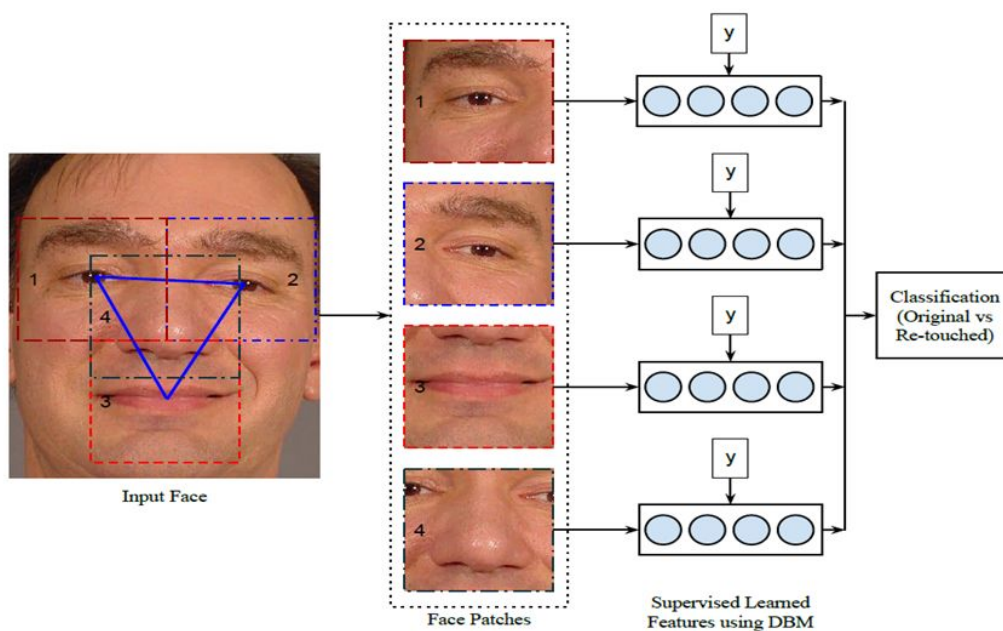 1
2
4
3
Input Face
1
2
3
4
Face Patches
y
y
y
y
Supervised Learned
Features using DBM
Classification
(Original vs
Re-touched)